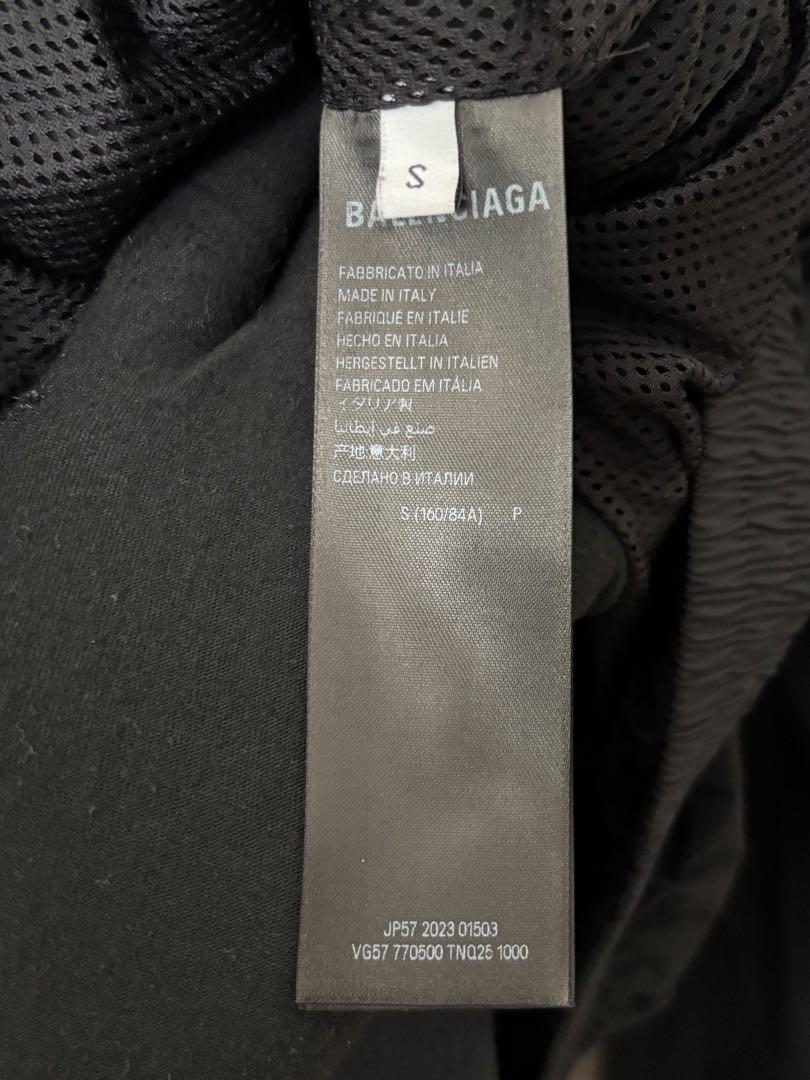 S
BALENCIAGA
FABBRICATO IN ITALIA
MADE IN ITALY
FABRIQUÉ EN ITALIE
HECHO EN ITALIA
HERGESTELLT IN ITALIEN
FABRICADO EM ITÁLIA
イタリア製
صنع في إيطاليا
产地:意大利
СДЕЛАНО В ИТАЛИИ
S (160/84A) P
JP57 2023 01503
VG57 770500 TNQ25 1000